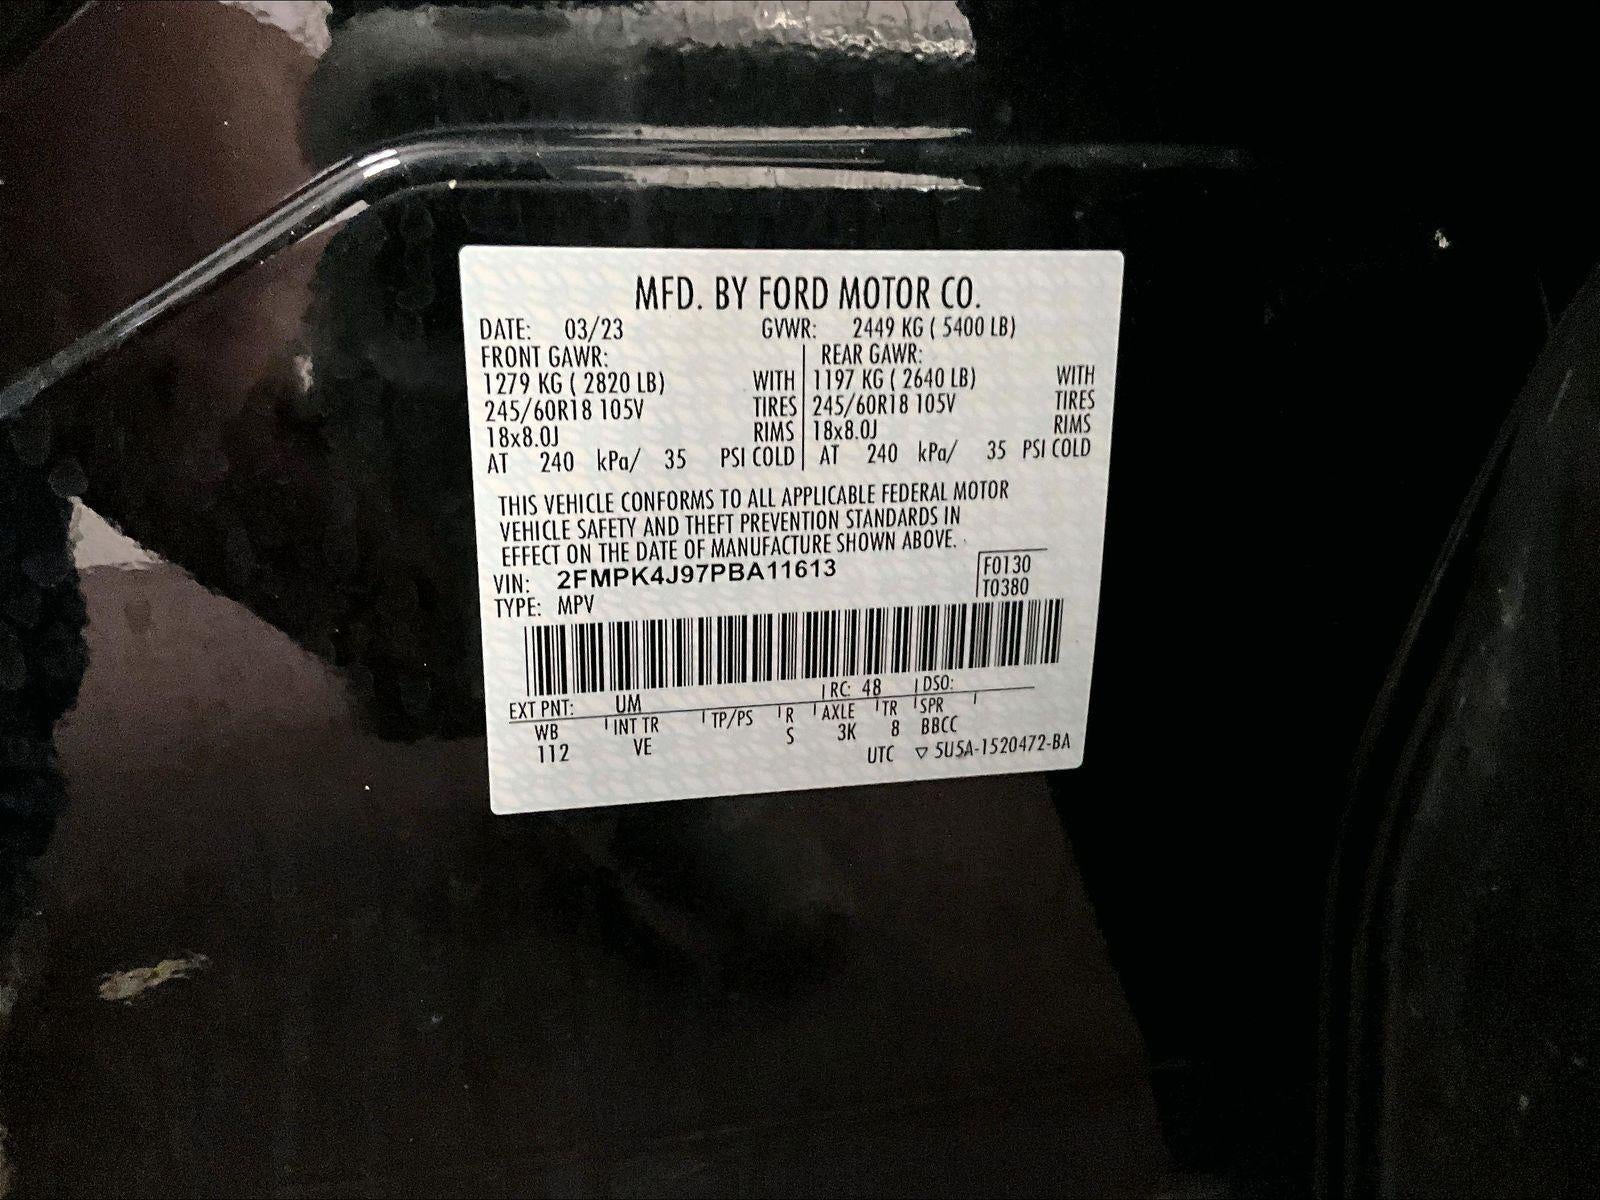 MFD. BY FORD MOTOR CO.
DATE: 03/23 GVWR: 2449 KG ( 5400 LB)
FRONT GAWR: REAR GAWR:
1279 KG ( 2820 LB) WITH 1197 KG ( 2640 LB) WITH
245/60R18 105V TIRES 245/60R18 105V TIRES
18x8.0J RIMS 18x8.0J RIMS
AT 240 kPa/ 35 PSI COLD AT 240 kPa/ 35 PSI COLD
THIS VEHICLE CONFORMS TO ALL APPLICABLE FEDERAL MOTOR
VEHICLE SAFETY AND THEFT PREVENTION STANDARDS IN
EFFECT ON THE DATE OF MANUFACTURE SHOWN ABOVE.
VIN: 2FMPK4J97PBA11613 F0130
TYPE: MPV T0380
EXT PNT: UM RC: 48 DSO:
WB INT TR TP/PS R AXLE TR SPR
112 VE S 3K 8 BBCC
UTC ▽ 5U5A-1520472-BA